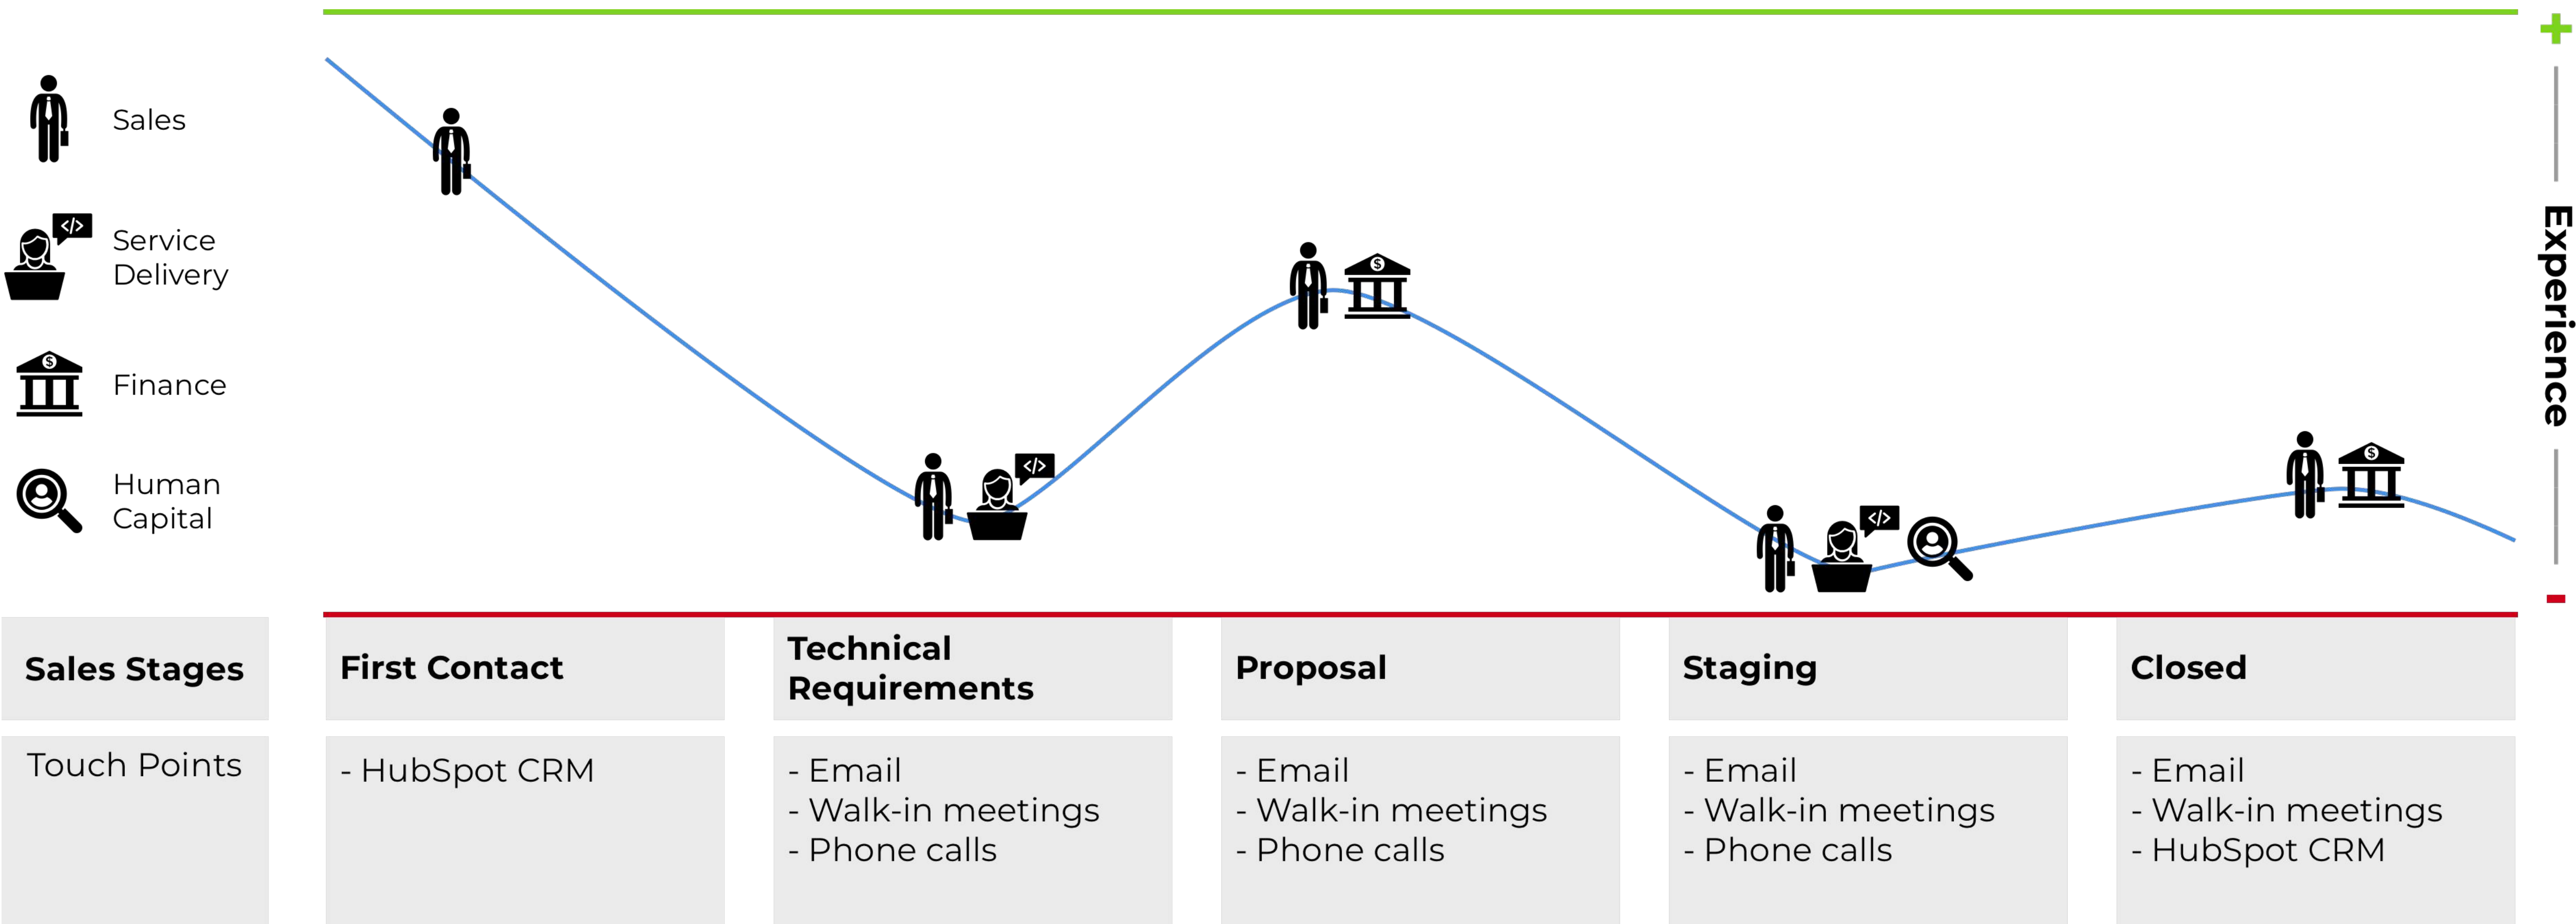 +
Sales
</>
Service
Delivery
$
Finance
Human
Capital
</>
$
</>
$
Experience
-
Sales Stages
First Contact
Technical
Requirements
Proposal
Staging
Closed
Touch Points
- HubSpot CRM
- Email
- Walk-in meetings
- Phone calls
- Email
- Walk-in meetings
- Phone calls
- Email
- Walk-in meetings
- Phone calls
- Email
- Walk-in meetings
- HubSpot CRM